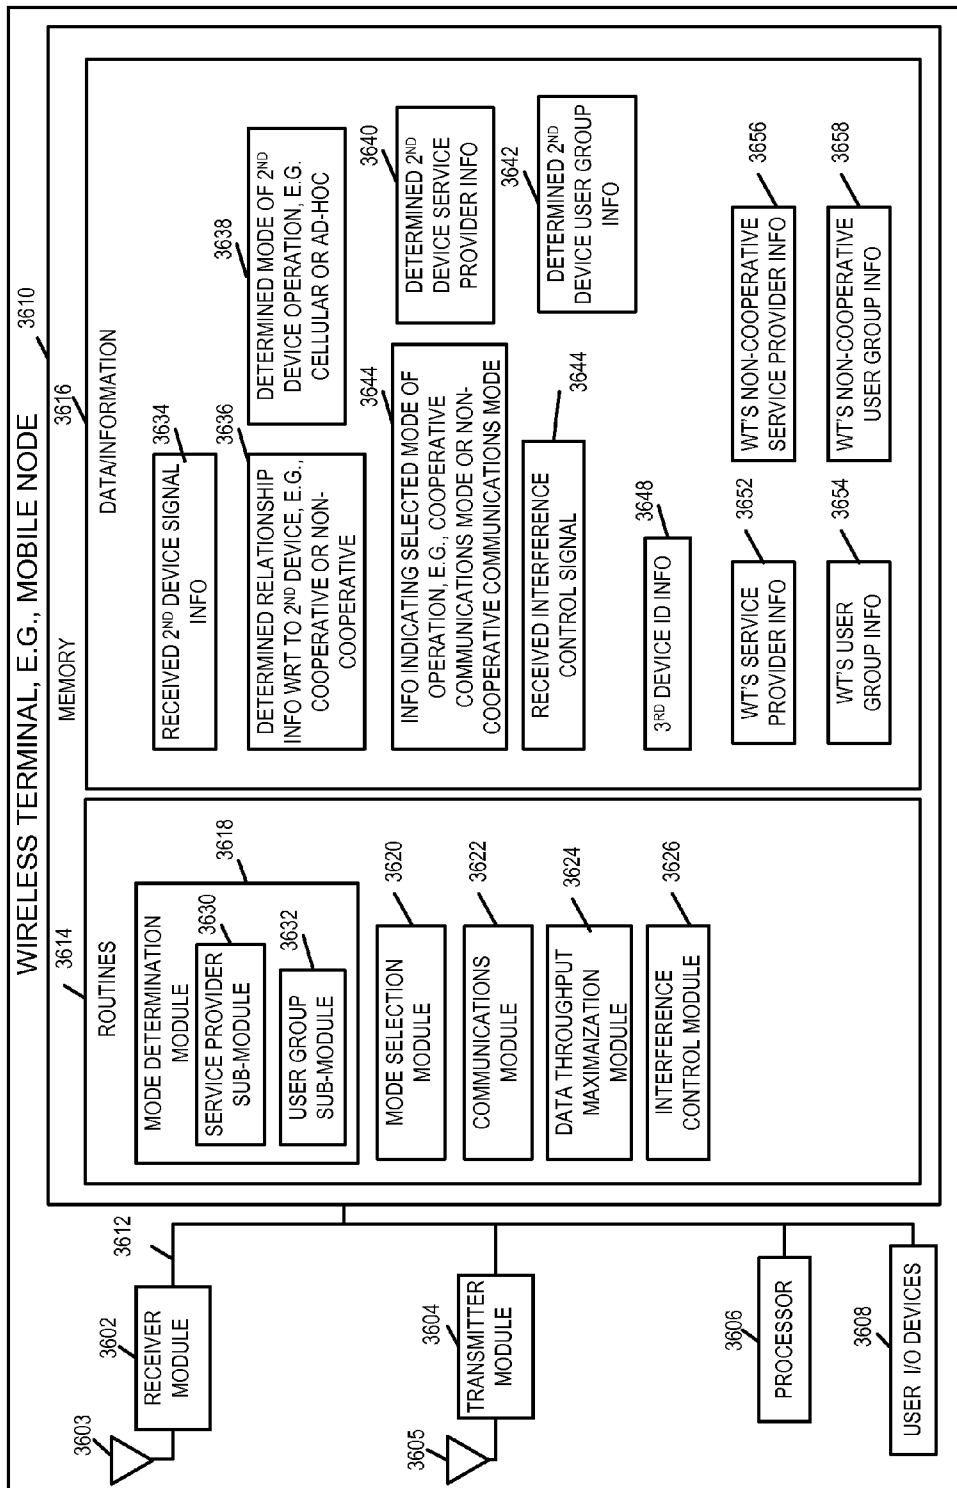 WIRELESS TERMINAL, E.G., MOBILE NODE
3610
MEMORY
3616
DATA/INFORMATION
3634
RECEIVED 2ND DEVICE SIGNAL
INFO
3636
DETERMINED RELATIONSHIP
INFO WRT TO 2ND DEVICE, E.G.,
COOPERATIVE OR NON-
COOPERATIVE
3638
DETERMINED MODE OF 2ND
DEVICE OPERATION, E.G.
CELLULAR OR AD-HOC
3644
INFO INDICATING SELECTED MODE OF
OPERATION, E.G., COOPERATIVE
COMMUNICATIONS MODE OR NON-
COOPERATIVE COMMUNICATIONS MODE
3640
DETERMINED 2ND
DEVICE SERVICE
PROVIDER INFO
3644
RECEIVED INTERFERENCE
CONTROL SIGNAL
3642
DETERMINED 2ND
DEVICE USER GROUP
INFO
3648
3RD DEVICE ID INFO
3652
WT'S SERVICE
PROVIDER INFO
3656
WT'S NON-COOPERATIVE
SERVICE PROVIDER INFO
3654
WT'S USER
GROUP INFO
3658
WT'S NON-COOPERATIVE
USER GROUP INFO
3614
ROUTINES
3618
MODE DETERMINATION
MODULE
3630
SERVICE PROVIDER
SUB-MODULE
3632
USER GROUP
SUB-MODULE
3620
MODE SELECTION
MODULE
3622
COMMUNICATIONS
MODULE
3624
DATA THROUGHPUT
MAXIMAIZATION
MODULE
3626
INTERFERENCE
CONTROL MODULE
3612
3603
3602
RECEIVER
MODULE
3605
3604
TRANSMITTER
MODULE
3606
PROCESSOR
3608
USER I/O DEVICES